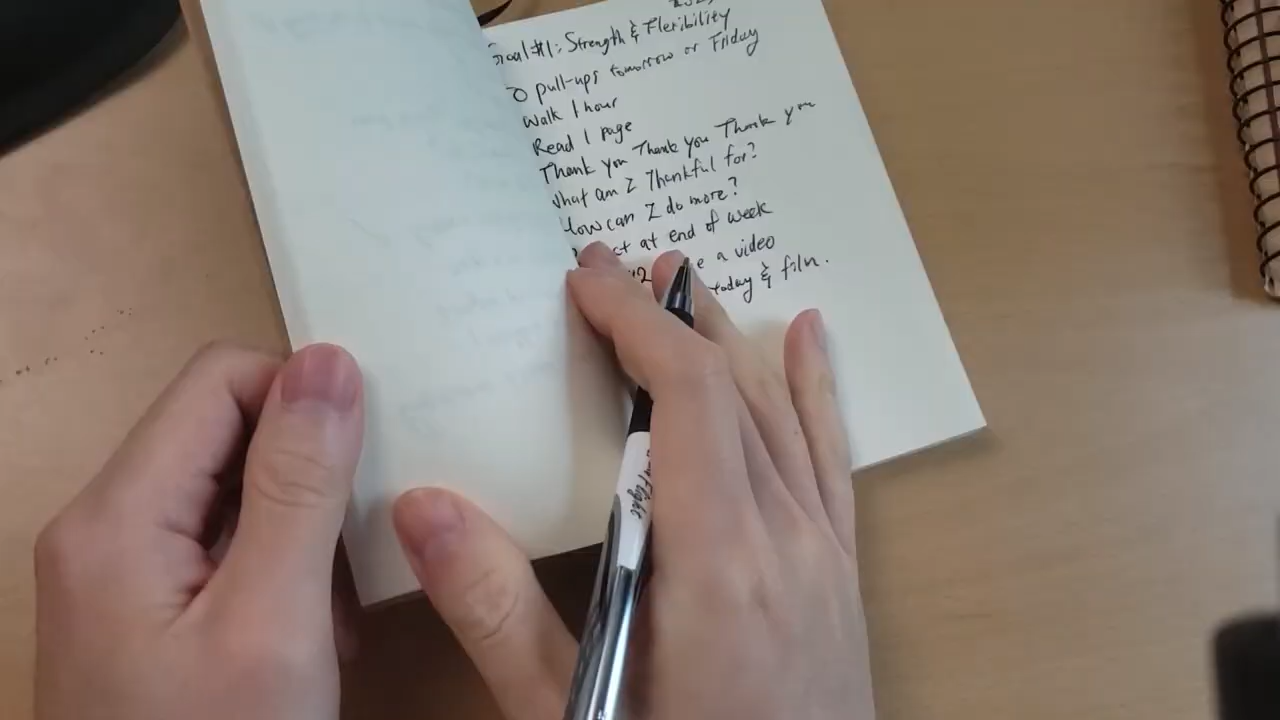 Goal #1: Strength & Flexibility
pull-ups tomorrow or Friday
Walk 1 hour
Read 1 page
Thank you Thank you Thank you
What am I Thankful for?
How can I do more?
at end of week
a video
today & film.
Flight